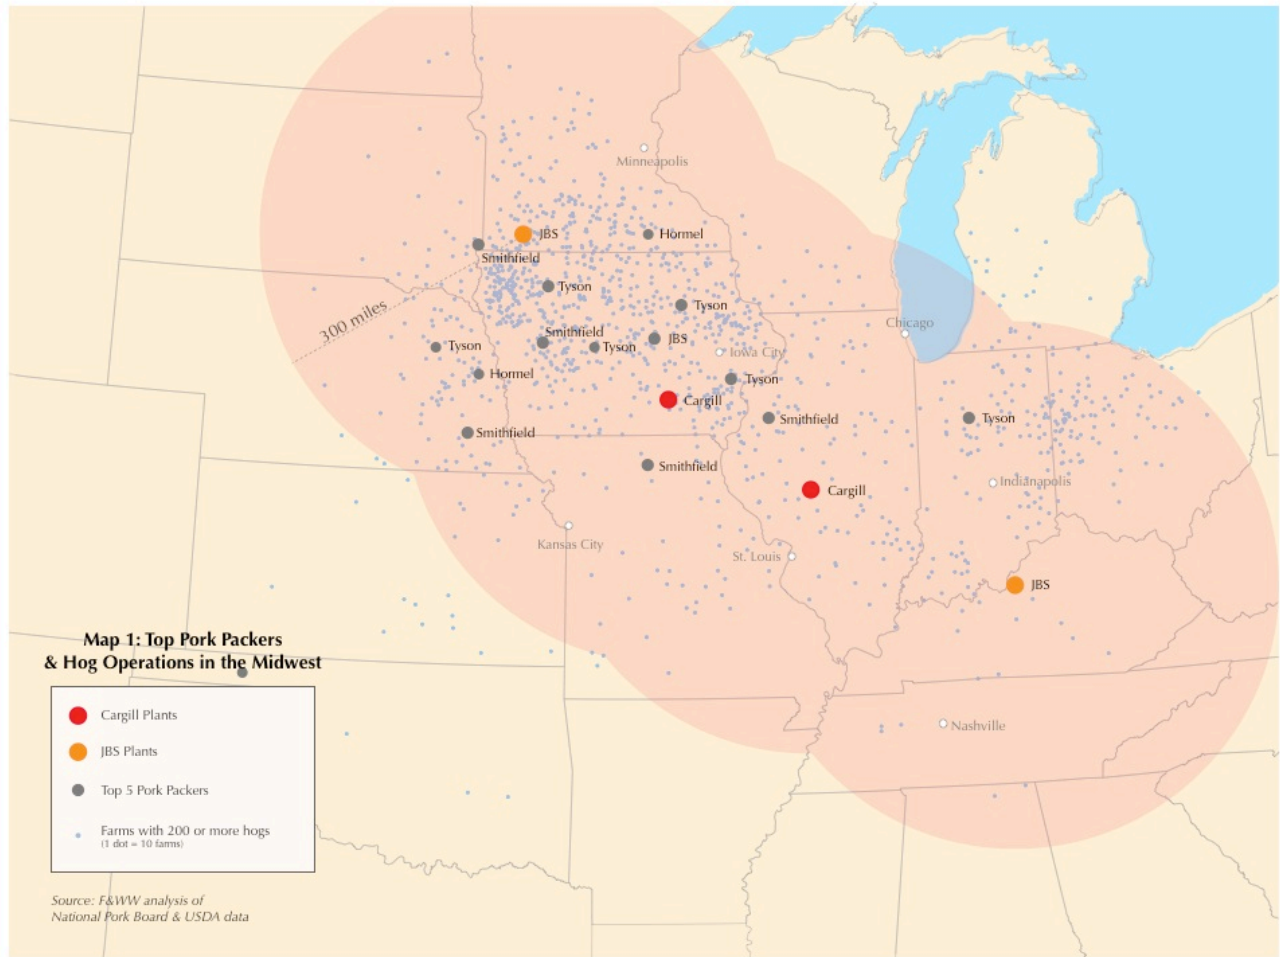 Minneapolis
JBS
Hormel
Smithfield
Tyson
Tyson
300 miles
Chicago
Smithfield
JBS
Tyson
Tyson
Iowa City
Hormel
Tyson
Cargill
Smithfield
Tyson
Smithfield
Smithfield
Indianapolis
Cargill
Kansas City
St. Louis
JBS
Map 1: Top Pork Packers
& Hog Operations in the Midwest
Cargill Plants
JBS Plants
Top 5 Pork Packers
Farms with 200 or more hogs
(1 dot = 10 farms)
Nashville
Source: F&WW analysis of
National Pork Board & USDA data